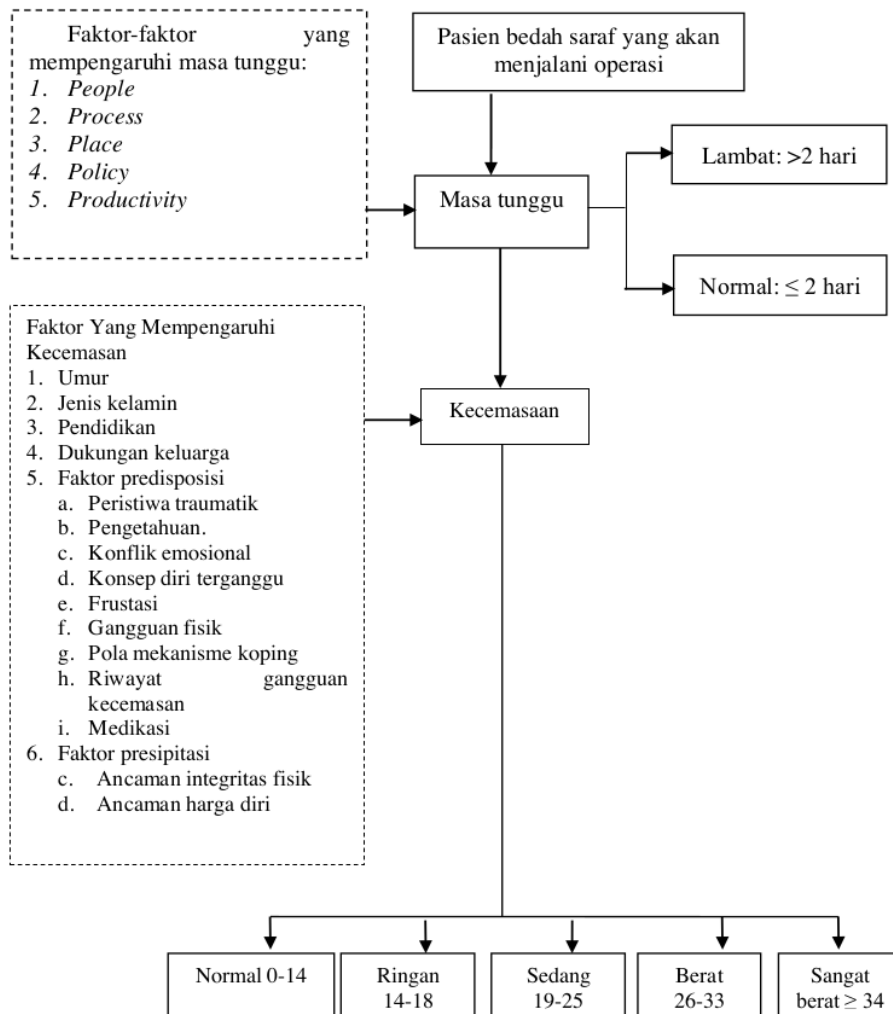 Faktor-faktor yang
mempengaruhi masa tunggu:
1. People
2. Process
3. Place
4. Policy
5. Productivity
Pasien bedah saraf yang akan
menjalani operasi
Masa tunggu
Lambat: >2 hari
Normal: ≤ 2 hari
Faktor Yang Mempengaruhi
Kecemasan
1. Umur
2. Jenis kelamin
3. Pendidikan
4. Dukungan keluarga
5. Faktor predisposisi
a. Peristiwa traumatik
b. Pengetahuan.
c. Konflik emosional
d. Konsep diri terganggu
e. Frustasi
f. Gangguan fisik
g. Pola mekanisme koping
h. Riwayat gangguan
kecemasan
i. Medikasi
6. Faktor presipitasi
c. Ancaman integritas fisik
d. Ancaman harga diri
Kecemasaan
Normal 0-14
Ringan
14-18
Sedang
19-25
Berat
26-33
Sangat
berat ≥ 34